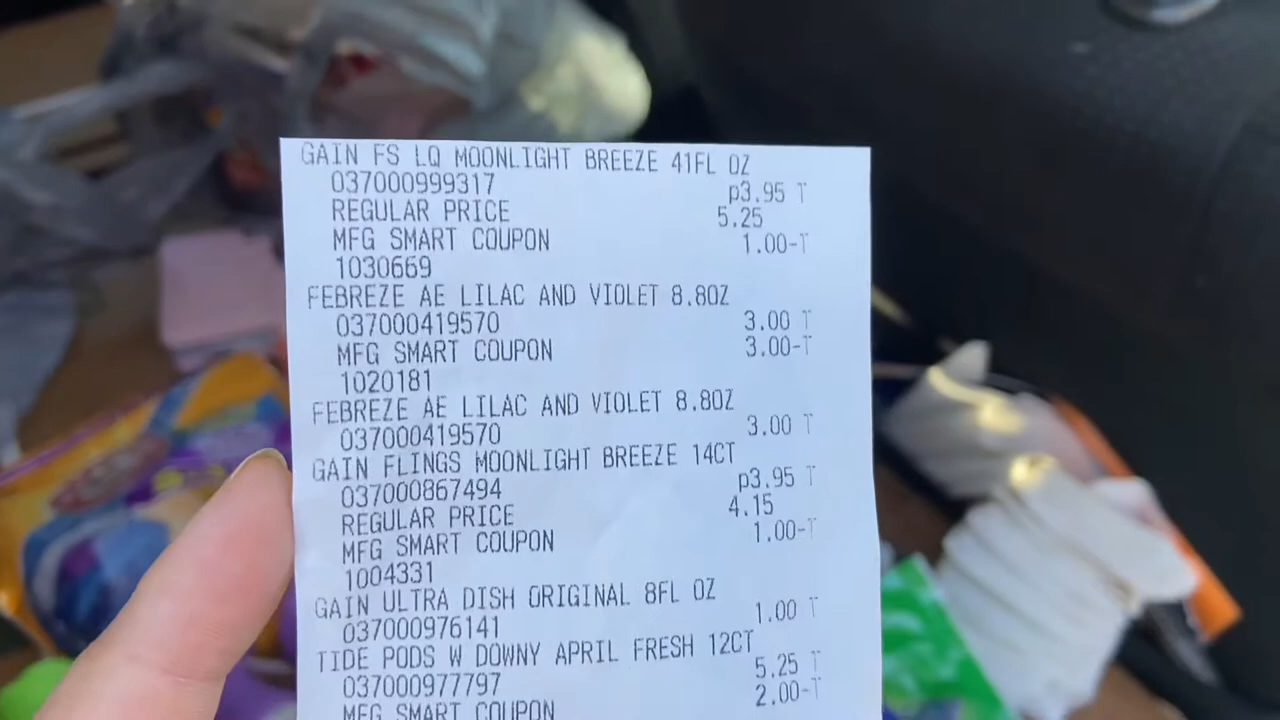 GAIN FS LQ MOONLIGHT BREEZE 41FL OZ
037000999317 p3.95 T
REGULAR PRICE 5.25
MFG SMART COUPON 1.00-T
1030669
FEBREZE AE LILAC AND VIOLET 8.8OZ
037000419570 3.00 T
MFG SMART COUPON 3.00-T
1020181
FEBREZE AE LILAC AND VIOLET 8.8OZ
037000419570 3.00 T
GAIN FLINGS MOONLIGHT BREEZE 14CT
037000867494 p3.95 T
REGULAR PRICE 4.15
MFG SMART COUPON 1.00-T
1004331
GAIN ULTRA DISH ORIGINAL 8FL OZ
037000976141 1.00 T
TIDE PODS W DOWNY APRIL FRESH 12CT
037000977797 5.25 T
MFG SMART COUPON 2.00-T